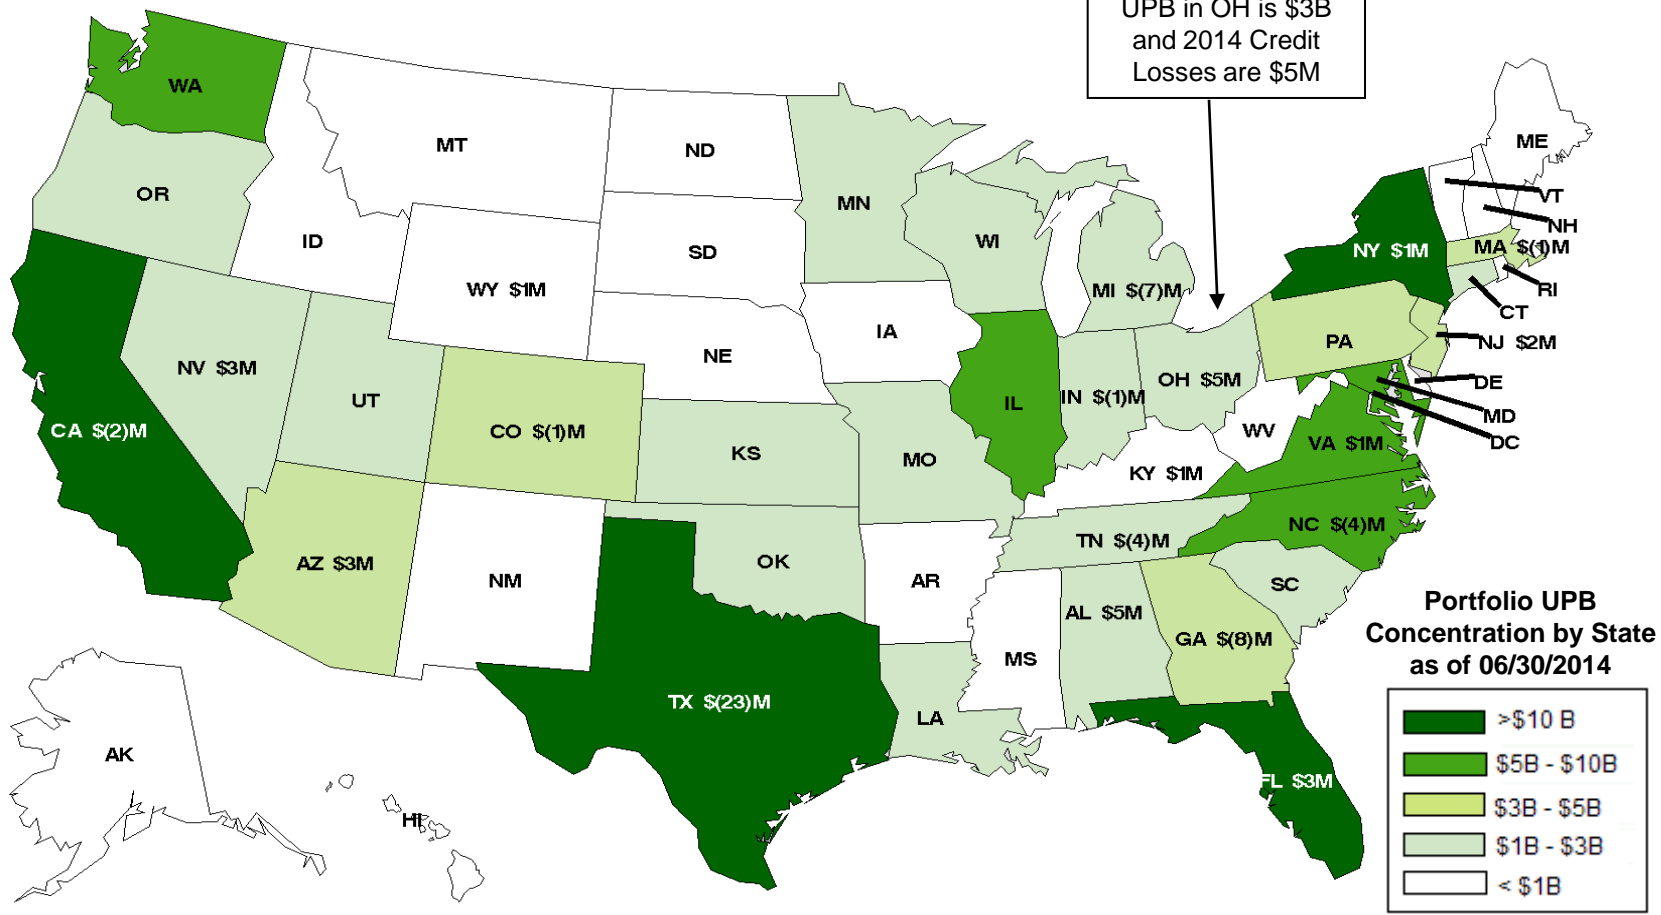 UPB in OH is $3B
and 2014 Credit
Losses are $5M
WA
MT
ND
ME
OR
MN
VT
ID
SD
WI
NH
NY $1M
MA $(1)M
WY $1M
MI $(7)M
RI
CT
IA
NJ $2M
NE
PA
NV $3M
UT
OH $5M
DE
IN $(1)M
IL
MD
CA $(2)M
CO $(1)M
WV
VA $1M
DC
KS
MO
KY $1M
NC $(4)M
TN $(4)M
AZ $3M
OK
NM
AR
SC
AL $5M
GA $(8)M
MS
TX $(23)M
LA
AK
FL $3M
HI
Portfolio UPB
Concentration by State
as of 06/30/2014
>$10 B
$5B - $10B
$3B - $5B
$1B - $3B
< $1B